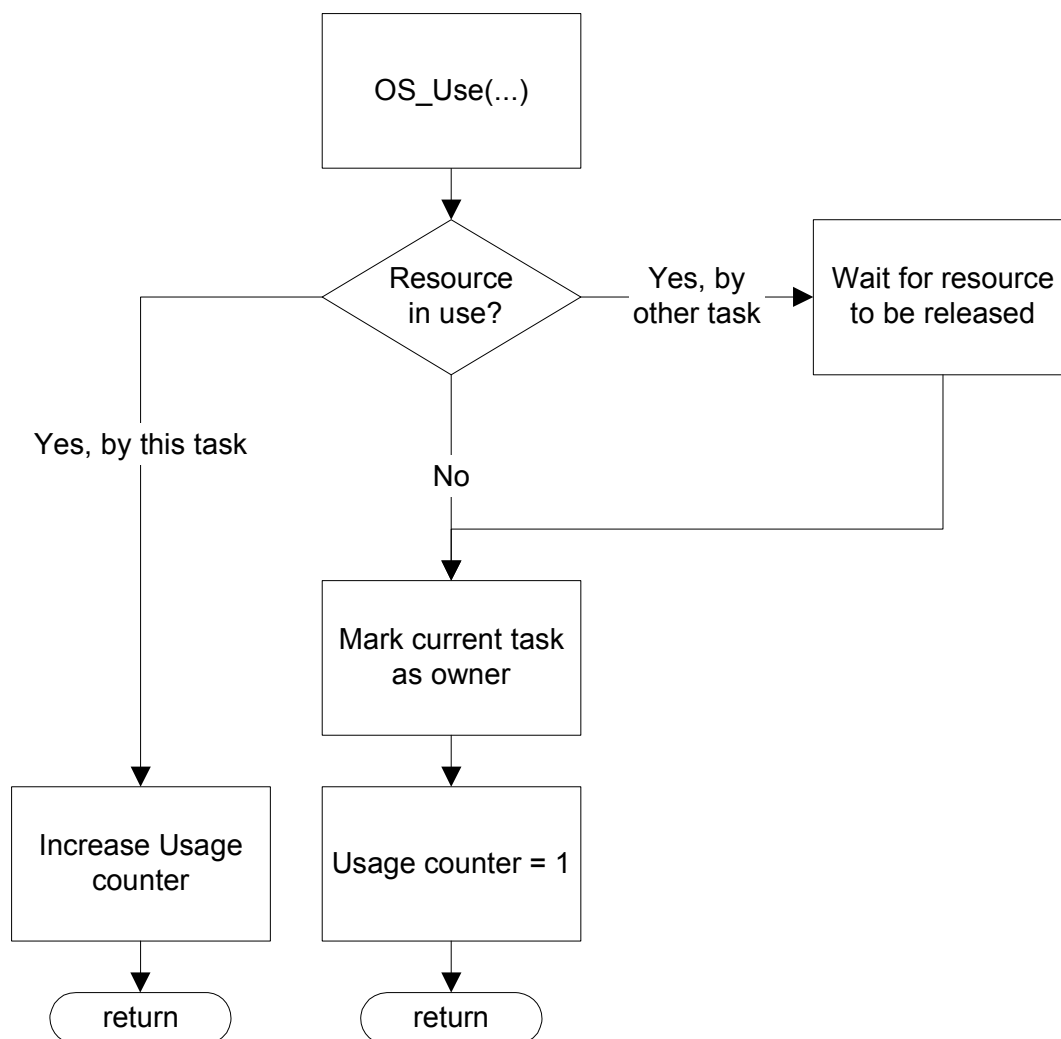 OS_Use(...)
Resource
in use?
Yes, by
other task
Wait for resource
to be released
Yes, by this task
No
Mark current task
as owner
Increase Usage
counter
Usage counter = 1
return
return